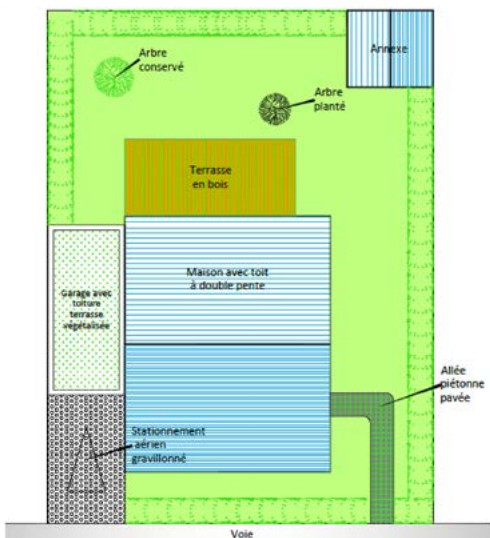 Arbre
conservé
Annexe
Arbre
planté
Terrasse
en bois
Maison avec toit
à double pente
Garage avec
toiture
terrasse
végétalisée
Allée
piétonne
pavée
Stationnement
aérien
gravillonné
Voie